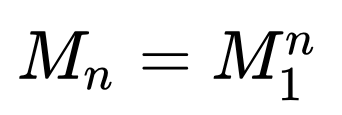 $M_n = M_1^n$